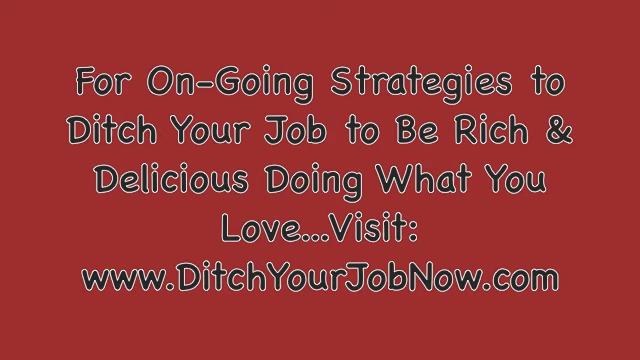 For On-Going Strategies to
Ditch Your Job to Be Rich &
Delicious Doing What You
Love...Visit:
www.DitchYourJobNow.com